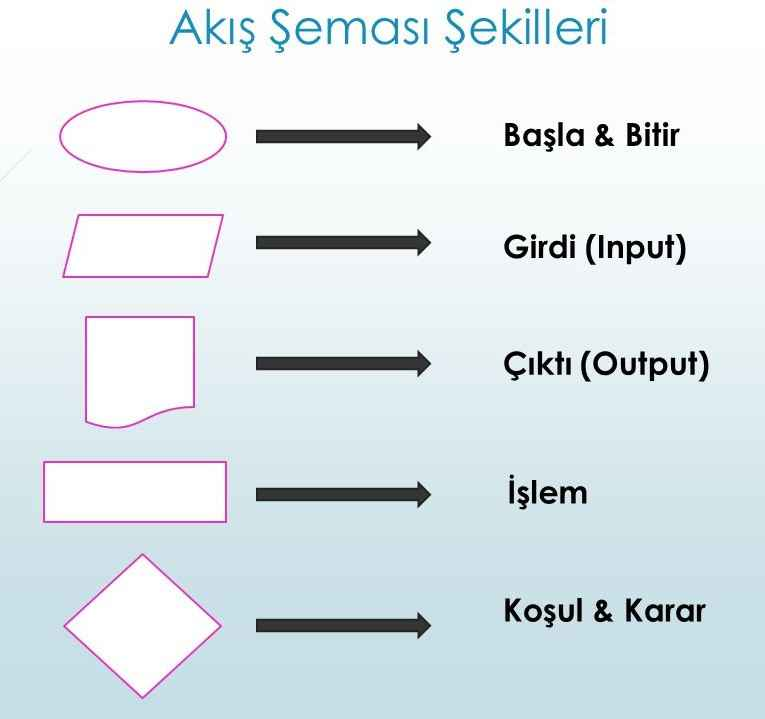 Akış Şeması Şekilleri
Başla & Bitir
Girdi (Input)
Çıktı (Output)
İşlem
Koşul & Karar